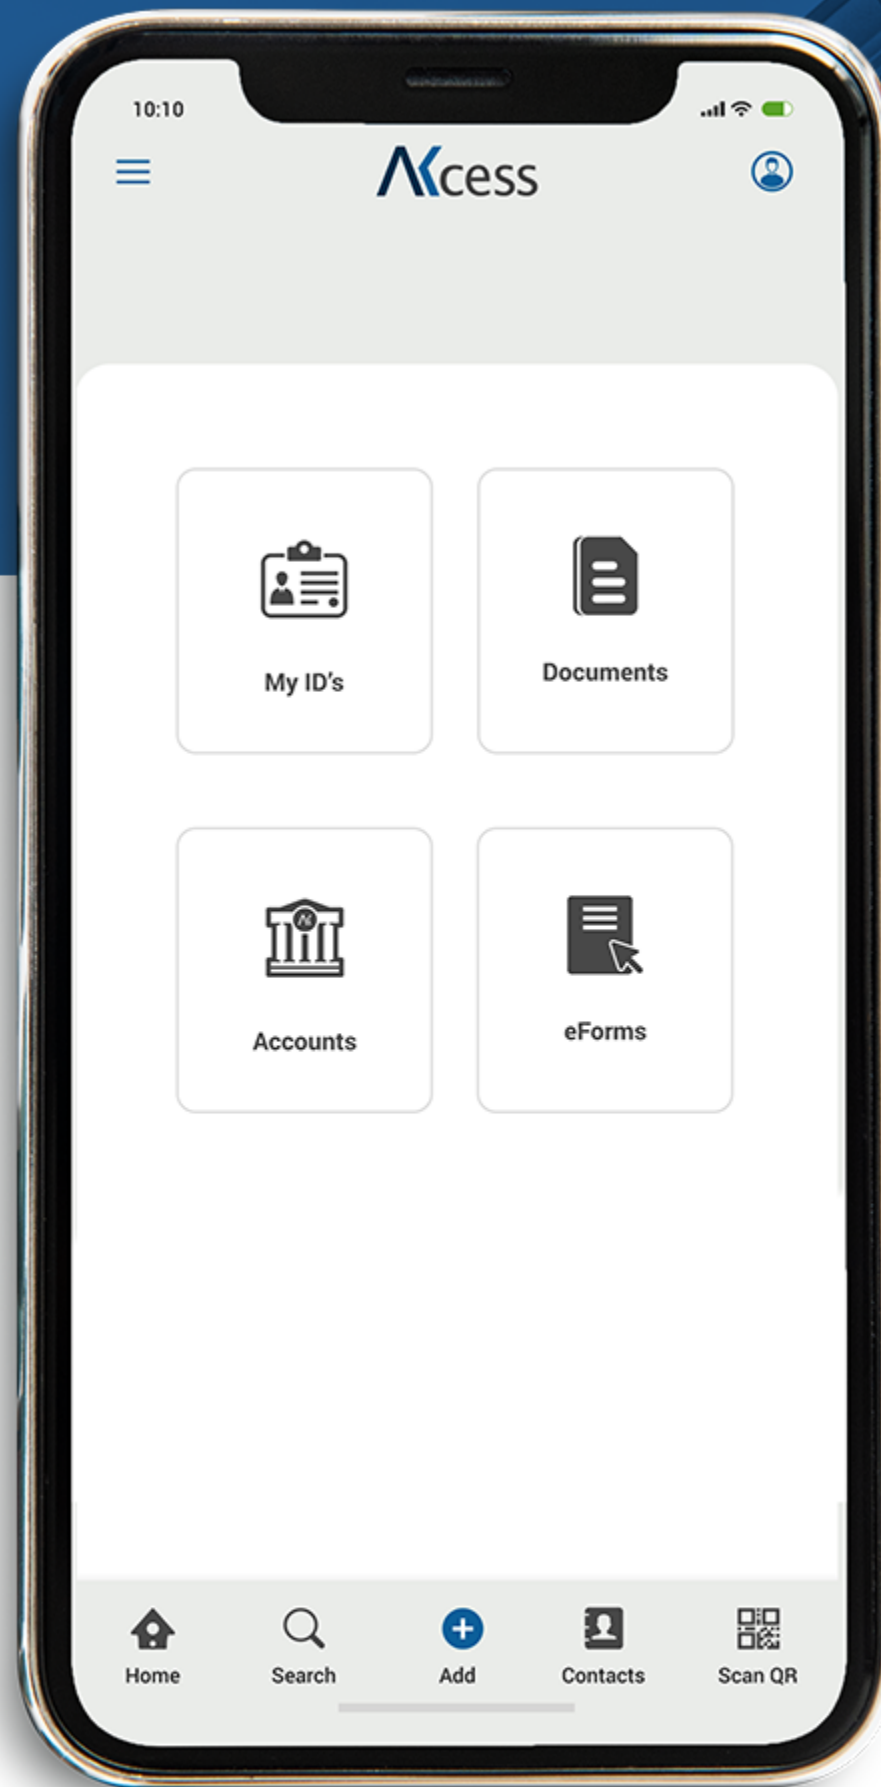 10:10
AKcess
My ID's
Documents
Accounts
eForms
Home
Search
Add
Contacts
Scan QR